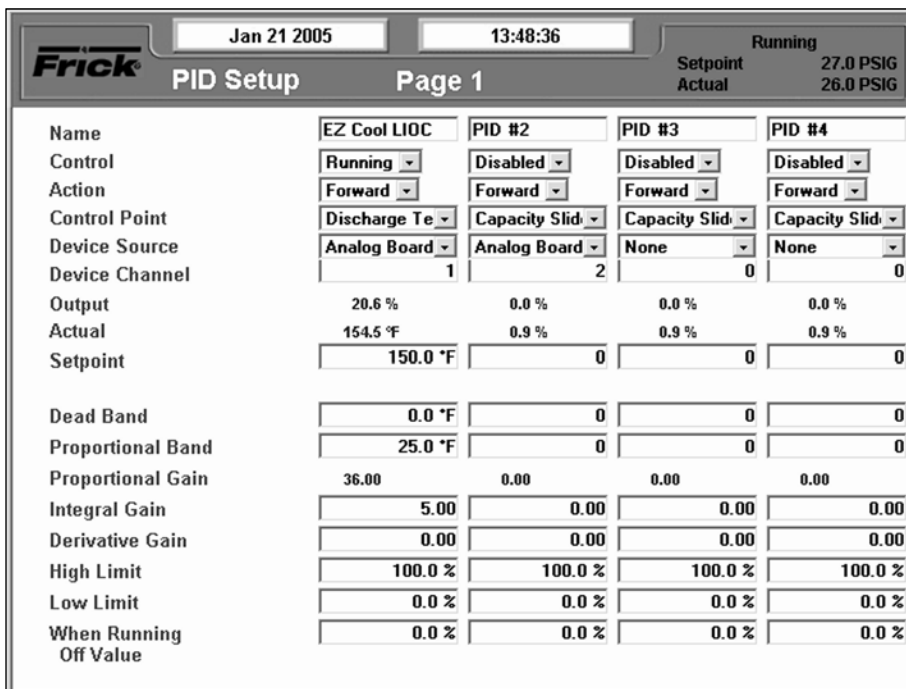 Jan 21 2005 13:48:36 Running
Frick Setpoint 27.0 PSIG
PID Setup Page 1 Actual 26.0 PSIG
Name EZ Cool LIOC PID #2 PID #3 PID #4
Control Running Disabled Disabled Disabled
Action Forward Forward Forward Forward
Control Point Discharge Te Capacity Slid Capacity Slid Capacity Slid
Device Source Analog Board Analog Board None None
Device Channel 1 2 0 0
Output 20.6 % 0.0 % 0.0 % 0.0 %
Actual 154.5 °F 0.9 % 0.9 % 0.9 %
Setpoint 150.0 °F 0 0 0
Dead Band 0.0 °F 0 0 0
Proportional Band 25.0 °F 0 0 0
Proportional Gain 36.00 0.00 0.00 0.00
Integral Gain 5.00 0.00 0.00 0.00
Derivative Gain 0.00 0.00 0.00 0.00
High Limit 100.0 % 100.0 % 100.0 % 100.0 %
Low Limit 0.0 % 0.0 % 0.0 % 0.0 %
When Running 0.0 % 0.0 % 0.0 % 0.0 %
Off Value